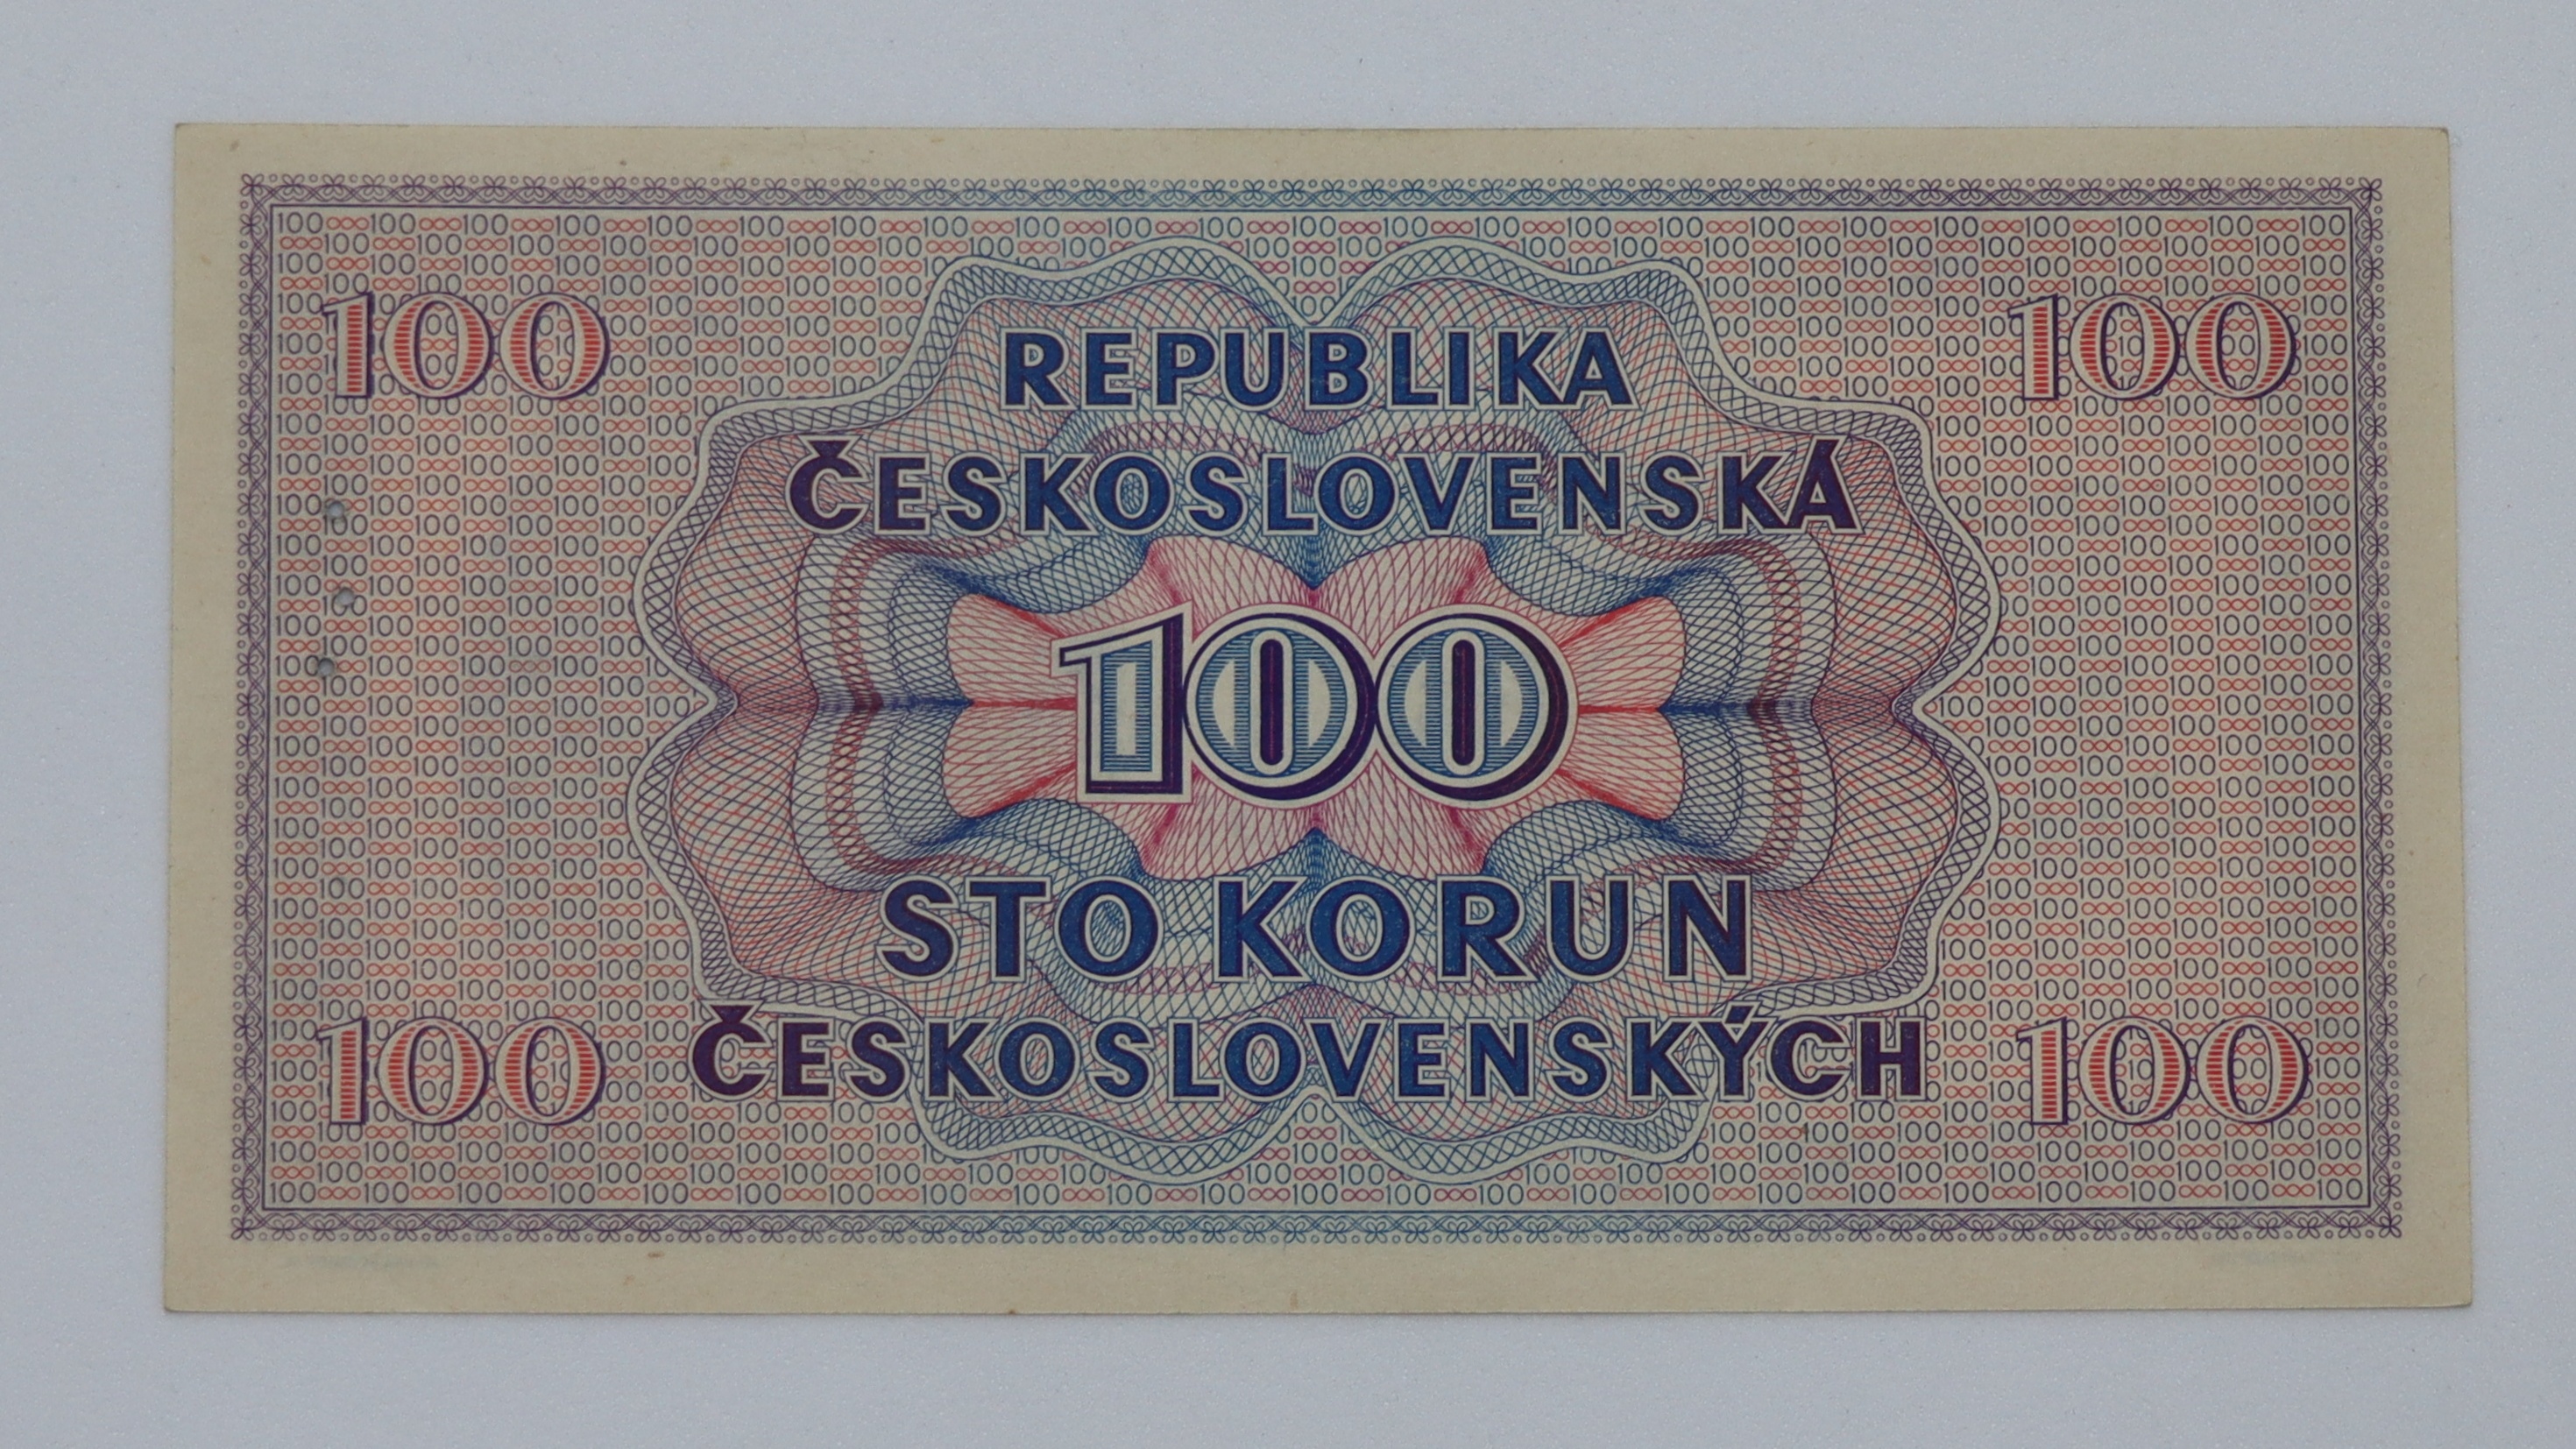 100 100
REPUBLIKA
ČESKOSLOVENSKÁ
100
STO KORUN
100 ČESKOSLOVENSKÝCH 100